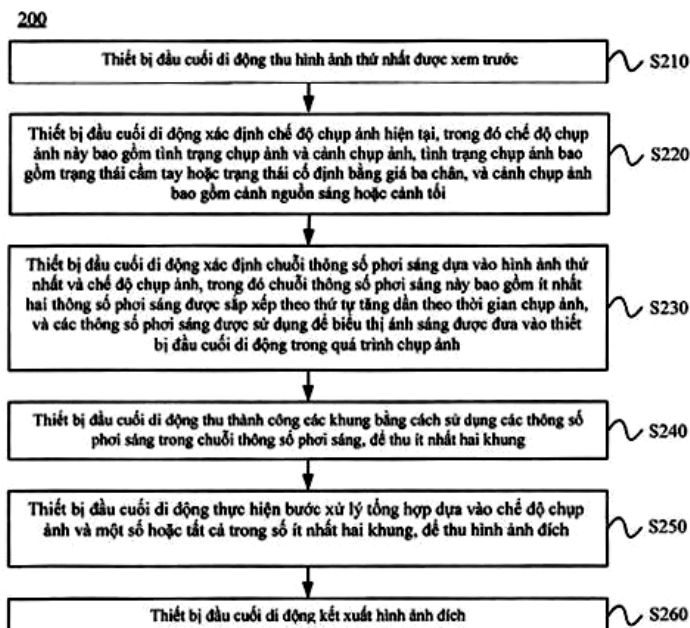 200
Thiết bị đầu cuối di động thu hình ảnh thứ nhất được xem trước
S210
Thiết bị đầu cuối di động xác định chế độ chụp ảnh hiện tại, trong đó chế độ chụp
ảnh này bao gồm tình trạng chụp ảnh và cảnh chụp ảnh, tình trạng chụp ảnh bao
gồm trạng thái cầm tay hoặc trạng thái cố định bằng giá ba chân, và cảnh chụp ảnh
bao gồm cảnh nguồn sáng hoặc cảnh tối
S220
Thiết bị đầu cuối di động xác định chuỗi thông số phơi sáng dựa vào hình ảnh thứ
nhất và chế độ chụp ảnh, trong đó chuỗi thông số phơi sáng này bao gồm ít nhất
hai thông số phơi sáng được sắp xếp theo thứ tự tăng dần theo thời gian chụp ảnh,
và các thông số phơi sáng được sử dụng để biểu thị ánh sáng được đưa vào thiết
bị đầu cuối di động trong quá trình chụp ảnh
S230
Thiết bị đầu cuối di động thu thành công các khung bằng cách sử dụng các thông số
phơi sáng trong chuỗi thông số phơi sáng, để thu ít nhất hai khung
S240
Thiết bị đầu cuối di động thực hiện bước xử lý tổng hợp dựa vào chế độ chụp
ảnh và một số hoặc tất cả trong số ít nhất hai khung, để thu hình ảnh đích
S250
Thiết bị đầu cuối di động kết xuất hình ảnh đích
S260